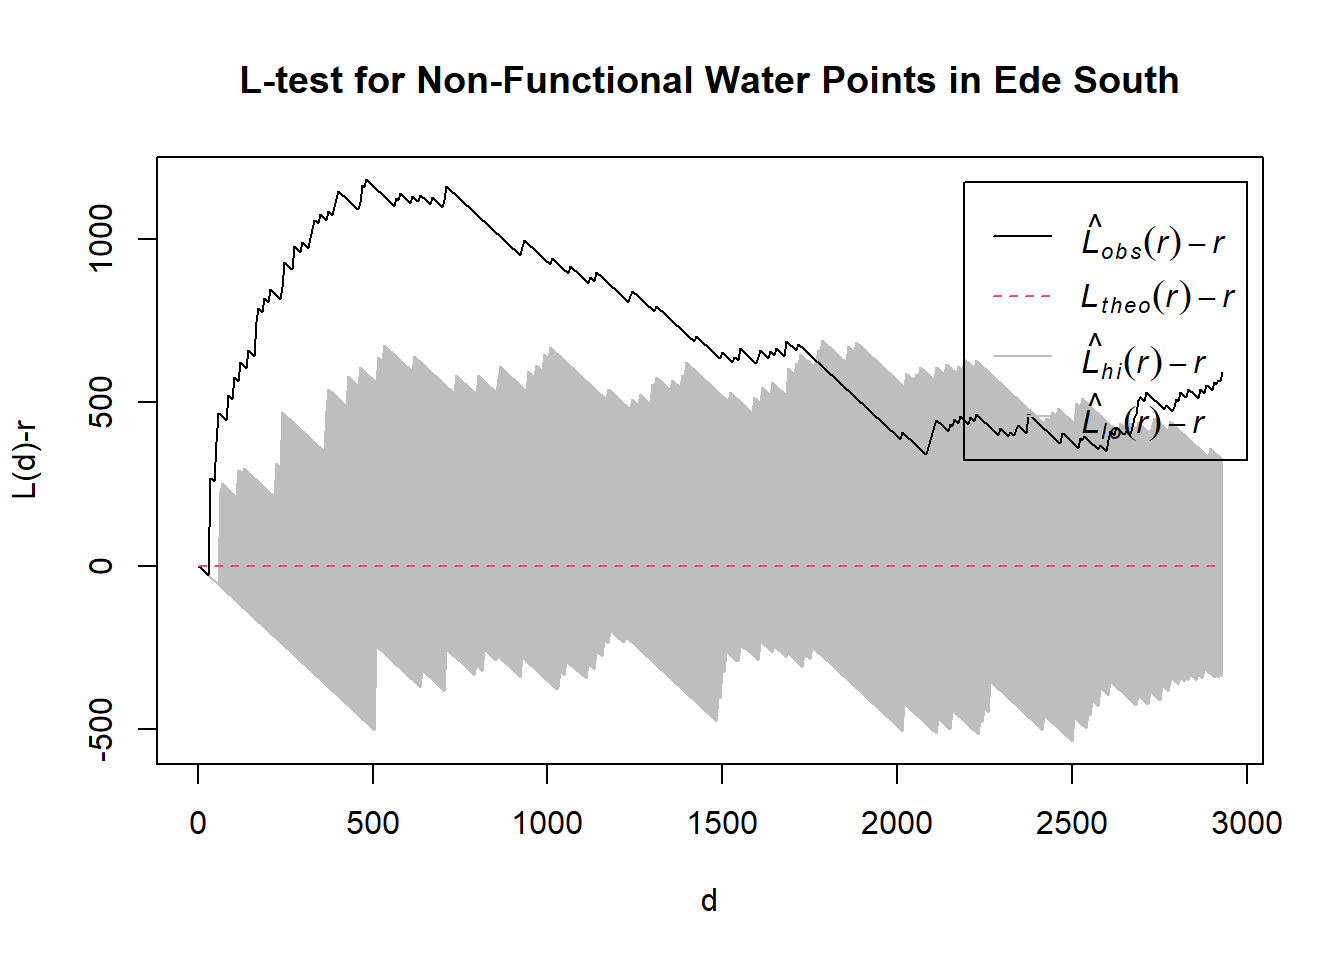 L-test for Non-Functional Water Points in Ede South
L(d)-r
1000
500
0
-500
0 500 1000 1500 2000 2500 3000
d
L̂obs(r) − r
Ltheo(r) − r
L̂hi(r) − r
L̂lo(r) − r